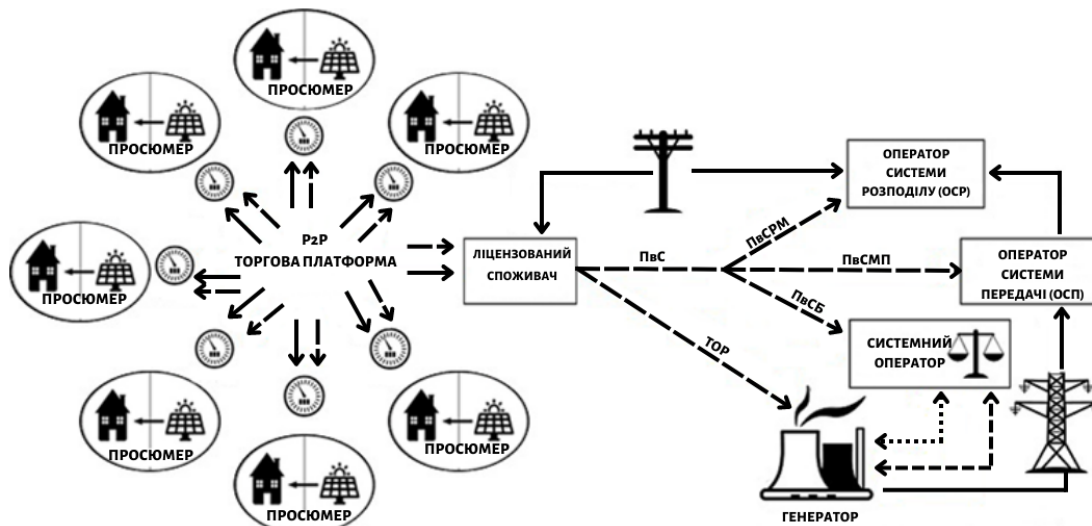 ПРОСЮМЕР
ПРОСЮМЕР
ПРОСЮМЕР
ПРОСЮМЕР
P2P
ТОРГОВА ПЛАТФОРМА
ПРОСЮМЕР
ПРОСЮМЕР
ПРОСЮМЕР
ПРОСЮМЕР
ЛІЦЕНЗОВАНИЙ
СПОЖИВАЧ
ПвС
ПвСРМ
ПвСМП
ПвСБ
ТОР
ОПЕРАТОР
СИСТЕМИ
РОЗПОДІЛУ (ОСР)
ОПЕРАТОР
СИСТЕМИ
ПЕРЕДАЧІ (ОСП)
СИСТЕМНИЙ
ОПЕРАТОР
ГЕНЕРАТОР